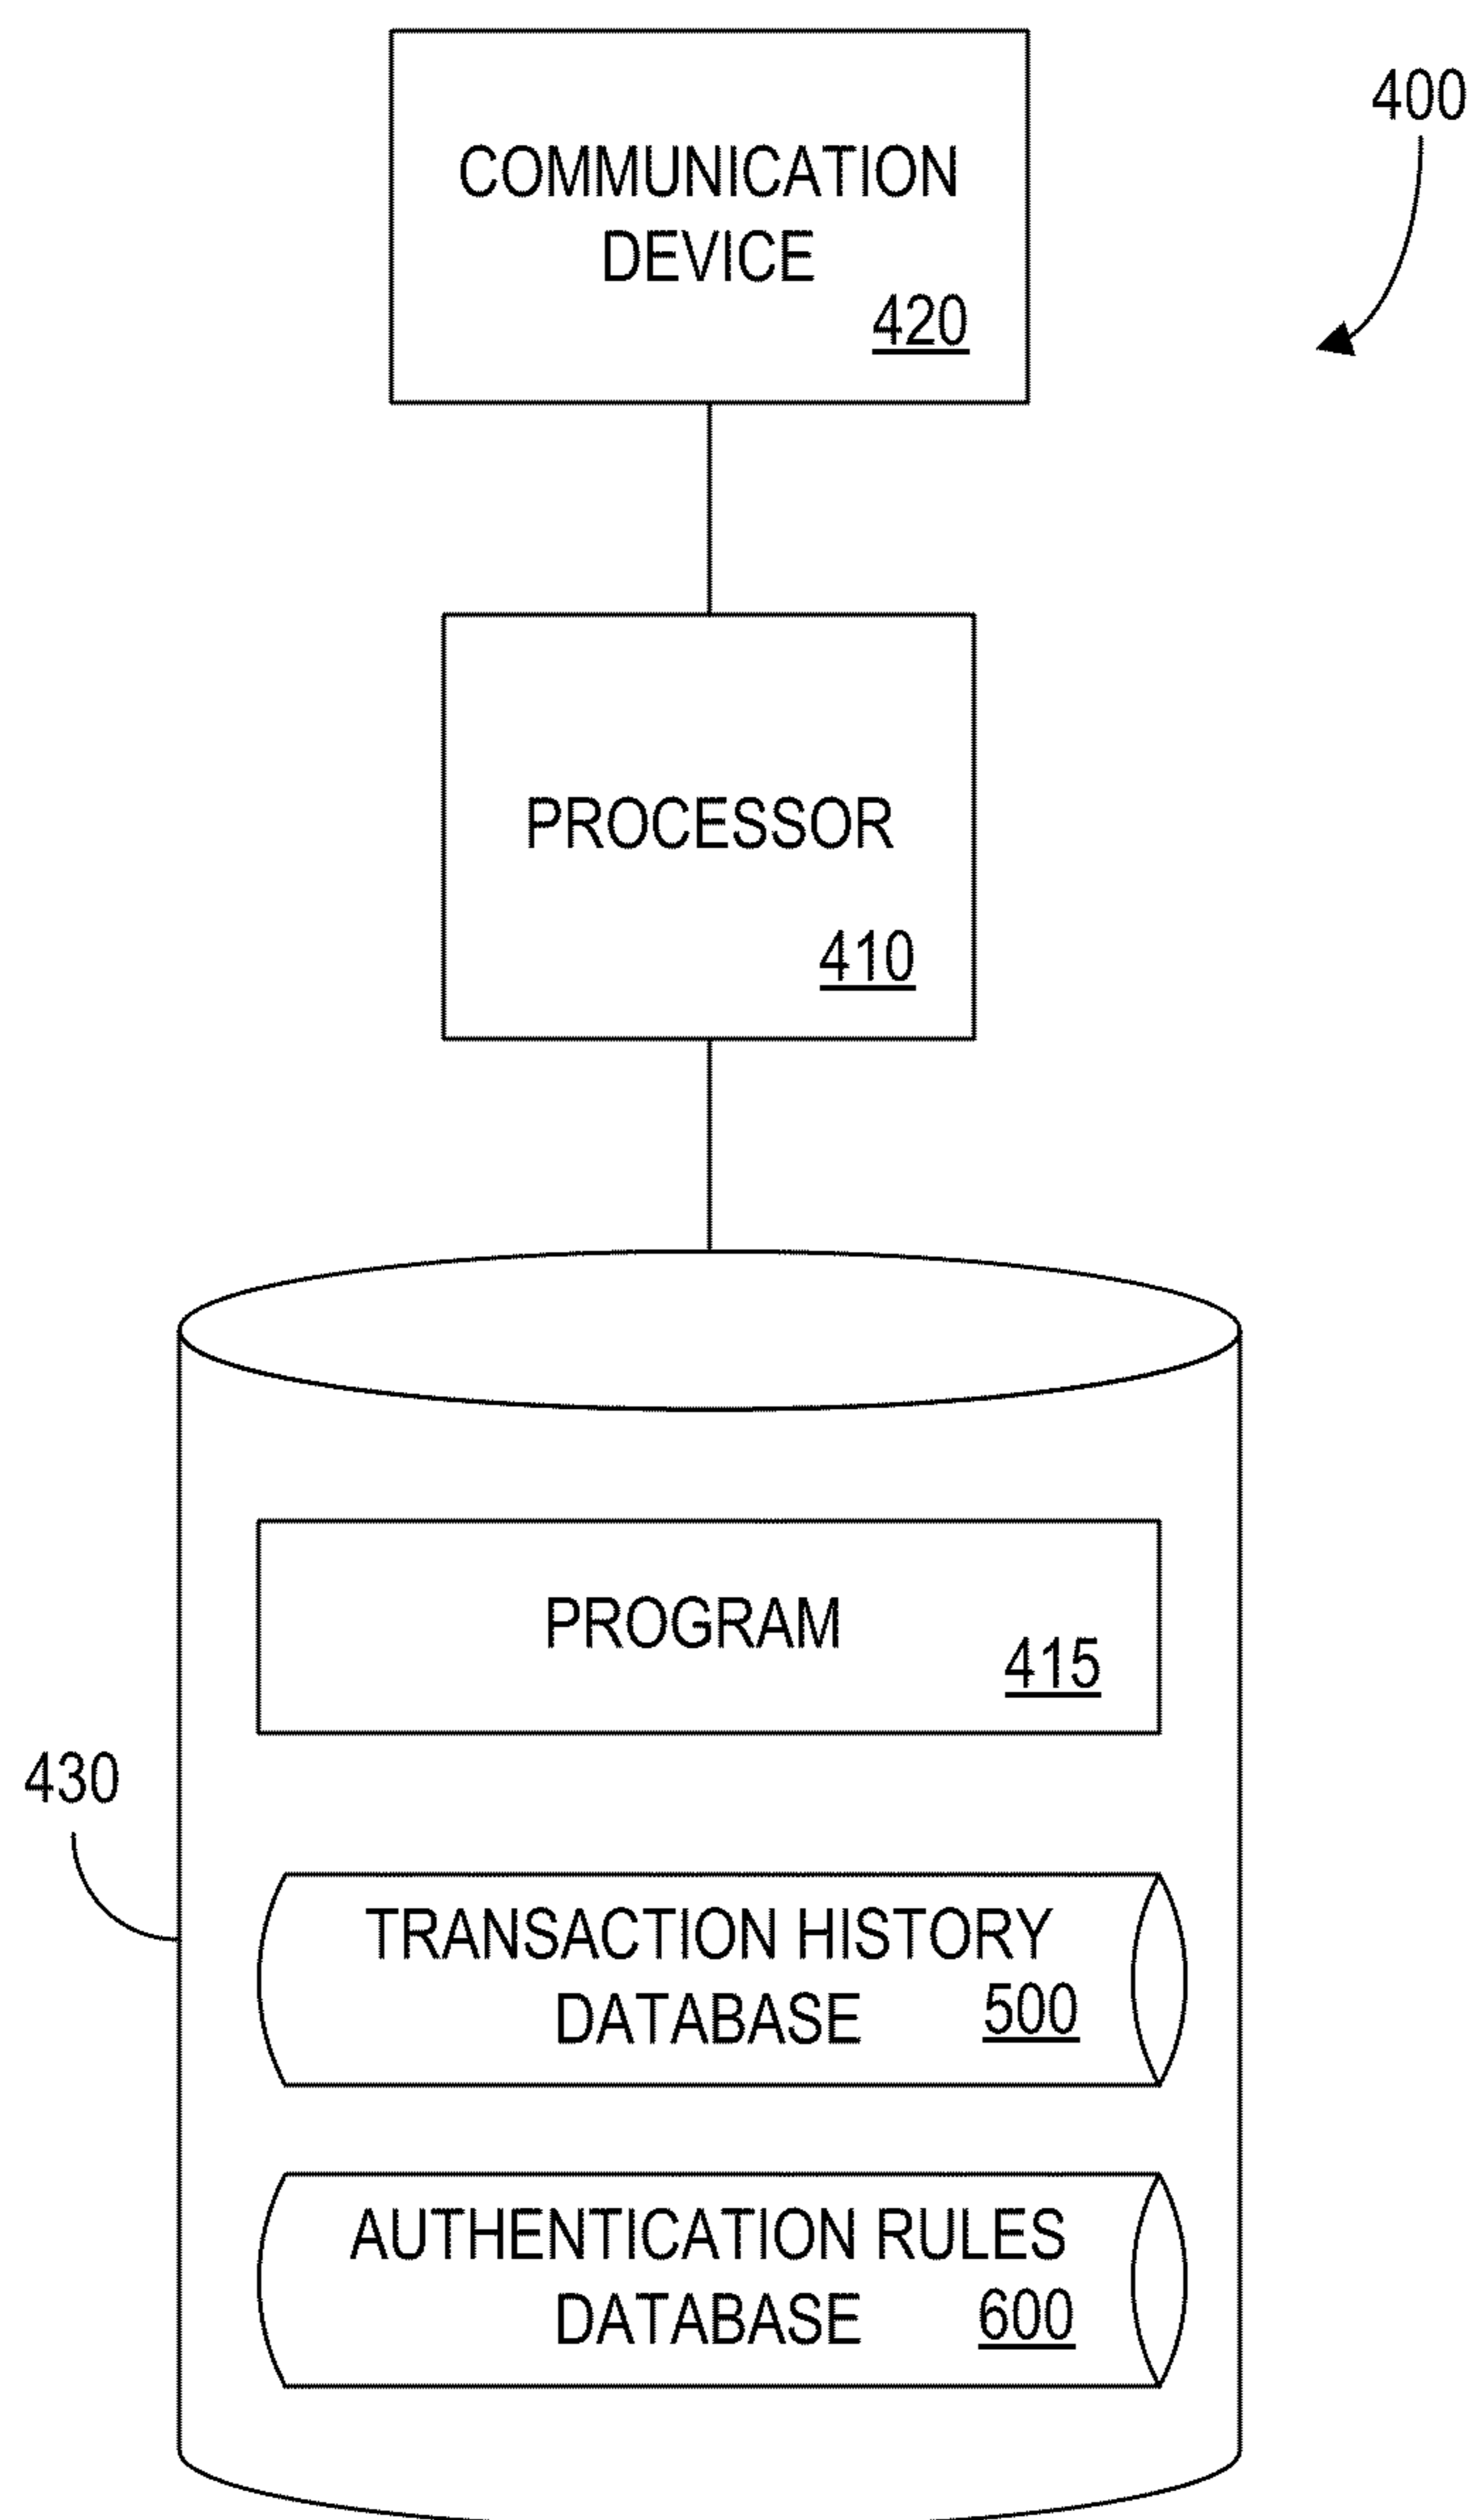 400
COMMUNICATION
DEVICE
420
PROCESSOR
410
PROGRAM
415
430
TRANSACTION HISTORY
DATABASE 500
AUTHENTICATION RULES
DATABASE 600